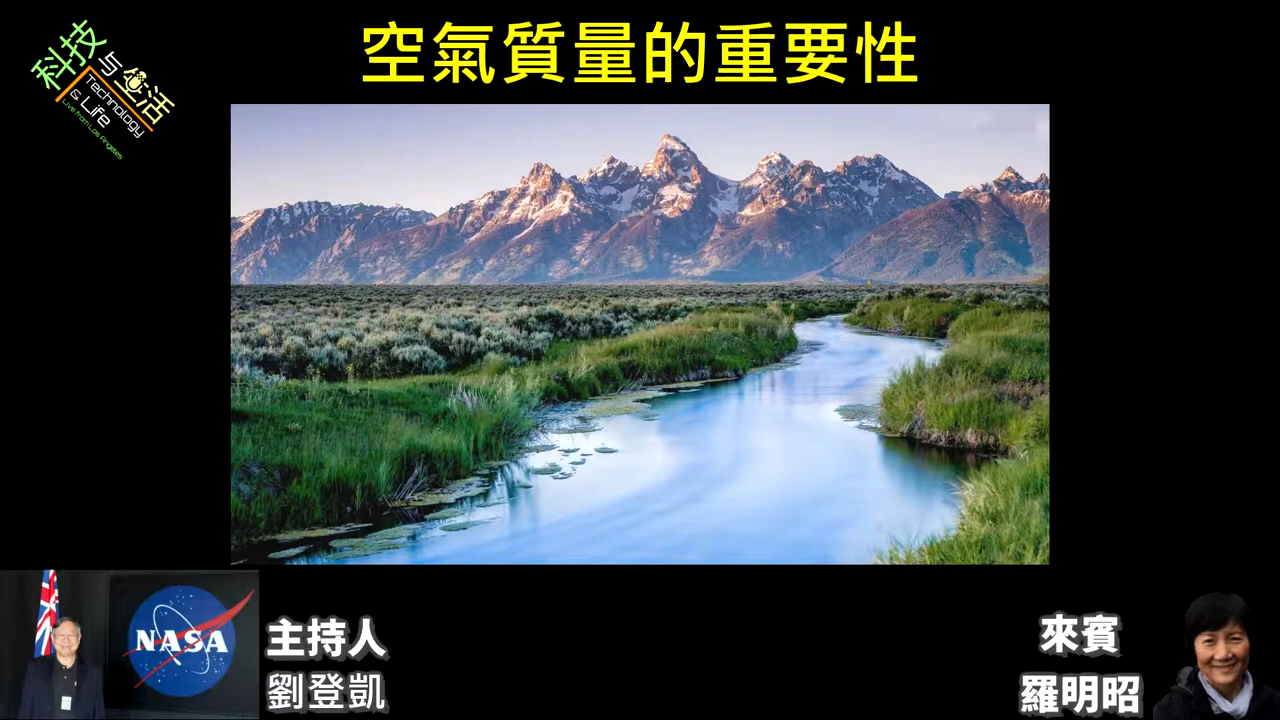 空氣質量的重要性
科技与生活
Technology
& Life
Live from Los Angeles
NASA
主持人
劉登凱
來賓
羅明昭